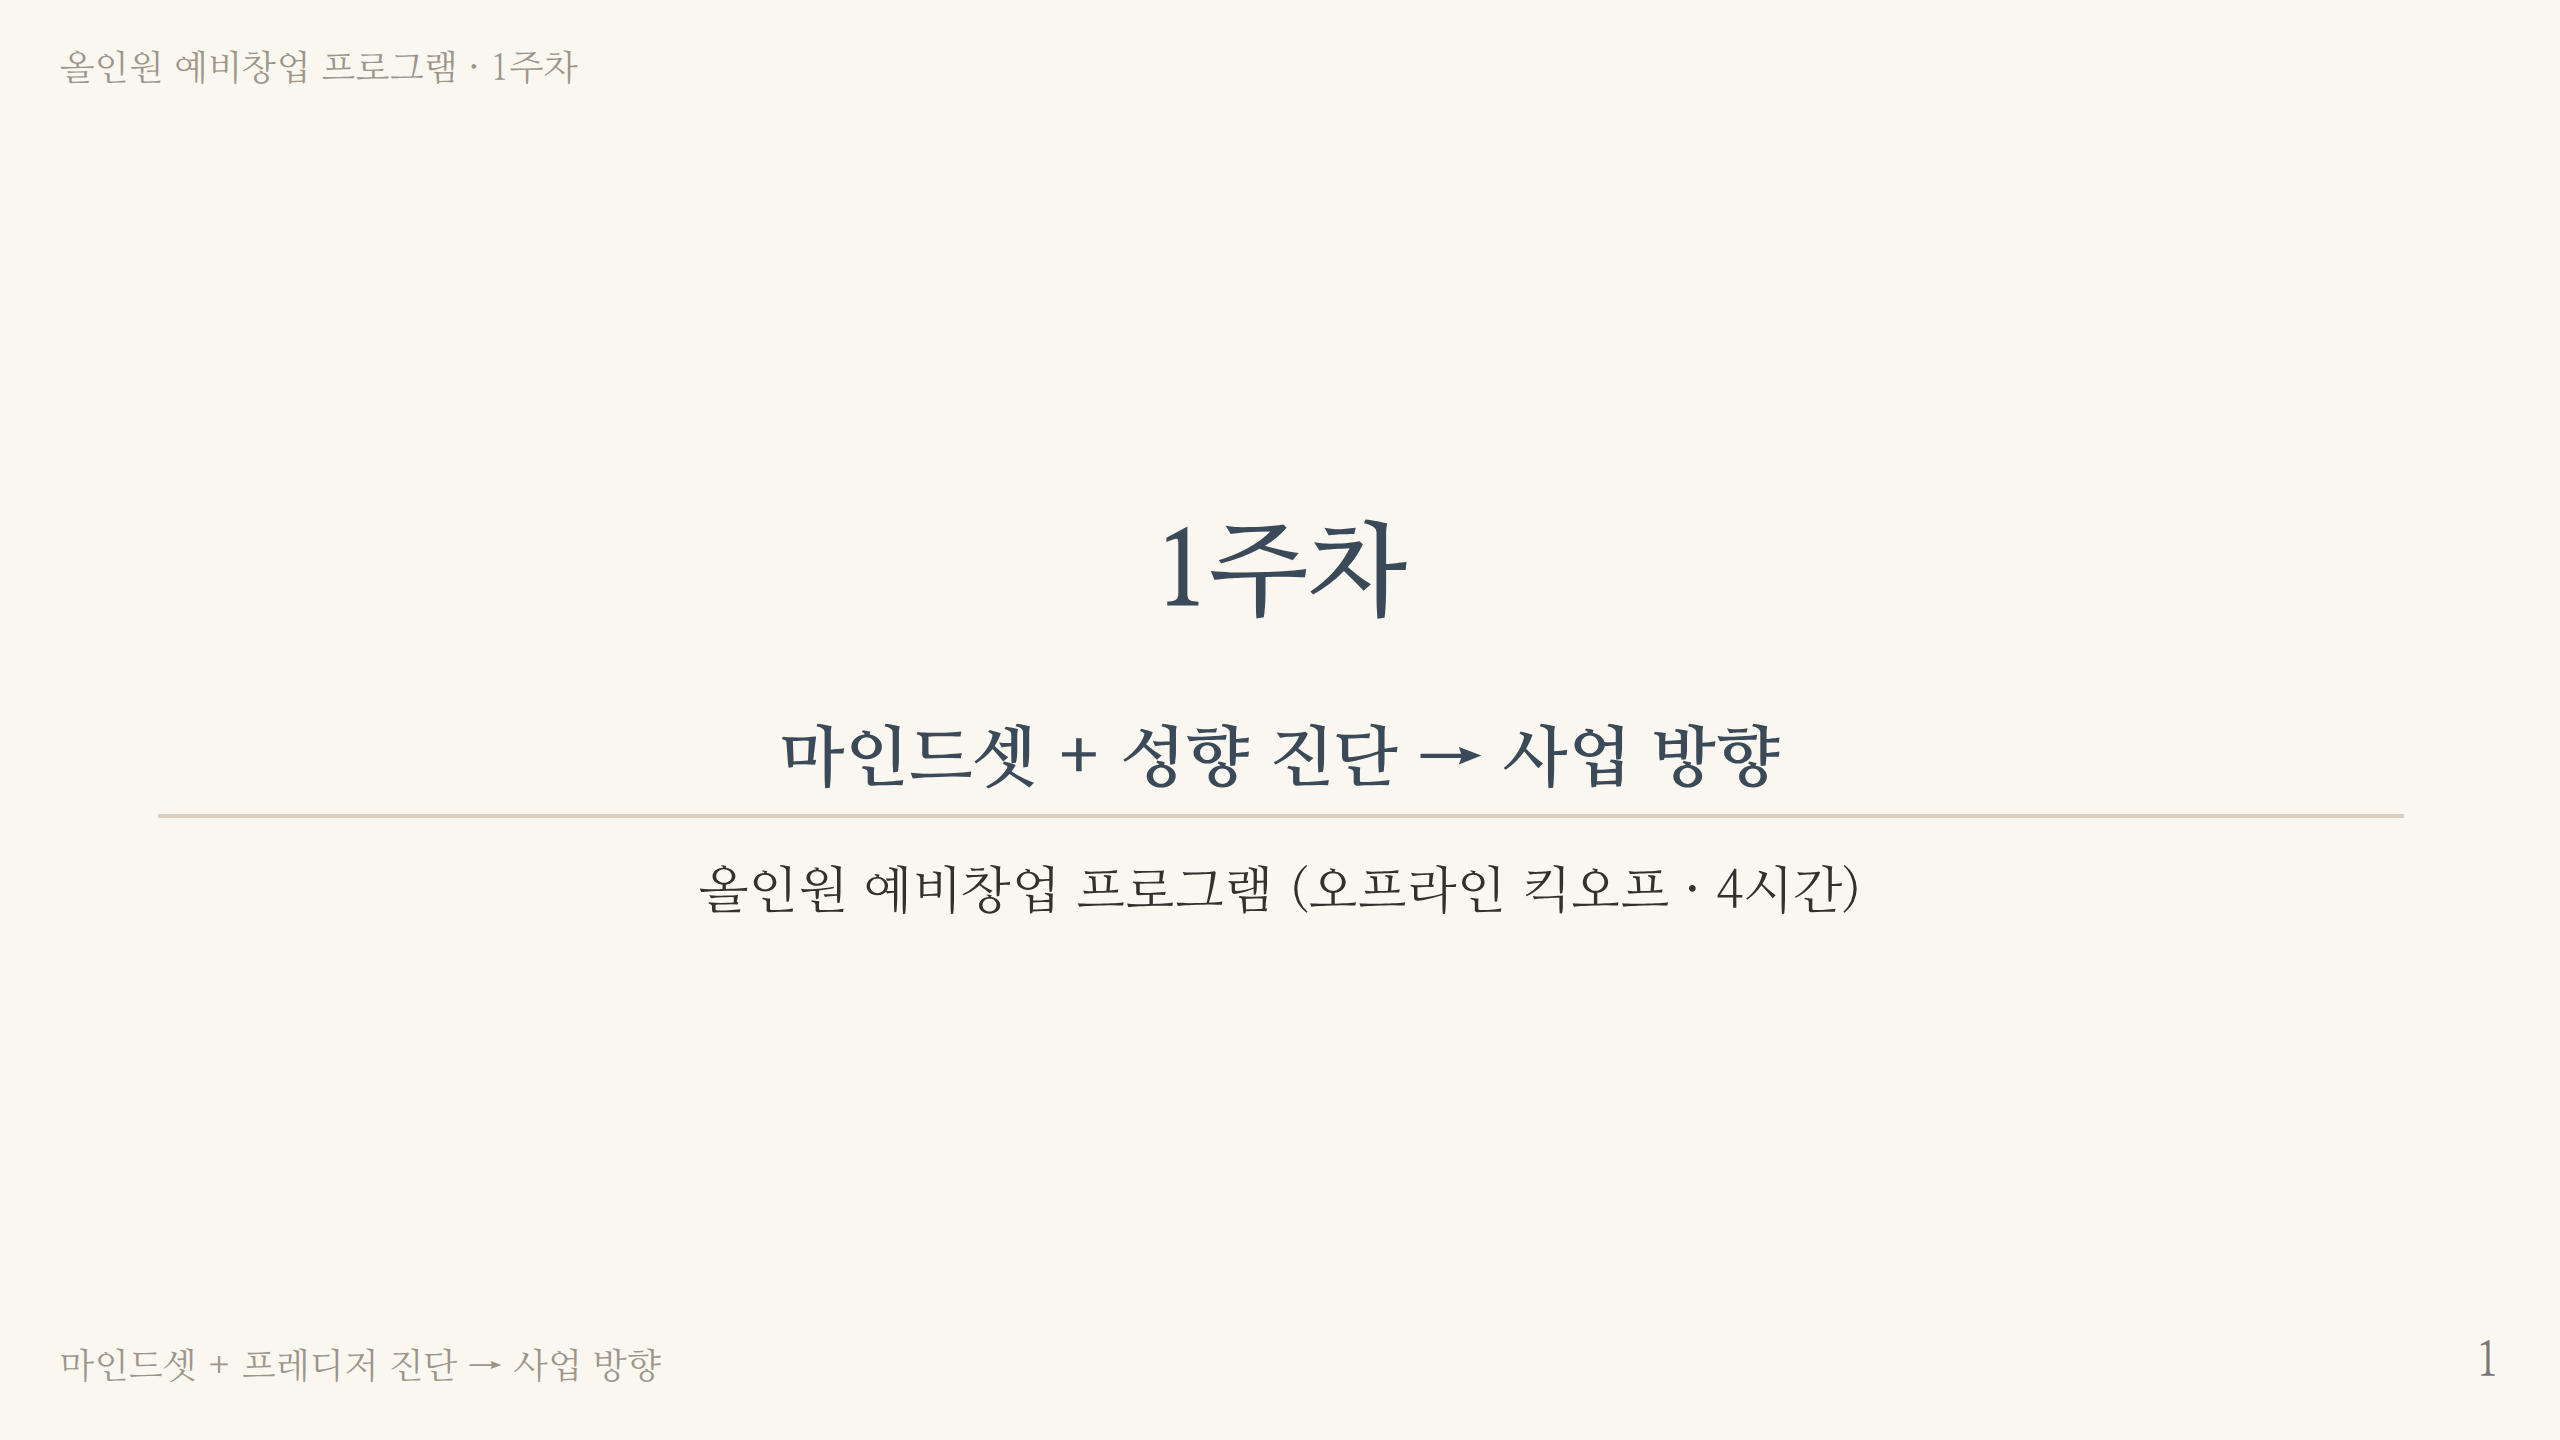 올인원 예비창업 프로그램 · 1주차
1주차
마인드셋 + 성향 진단 → 사업 방향
올인원 예비창업 프로그램 (오프라인 킥오프 · 4시간)
마인드셋 + 프레디저 진단 → 사업 방향
1